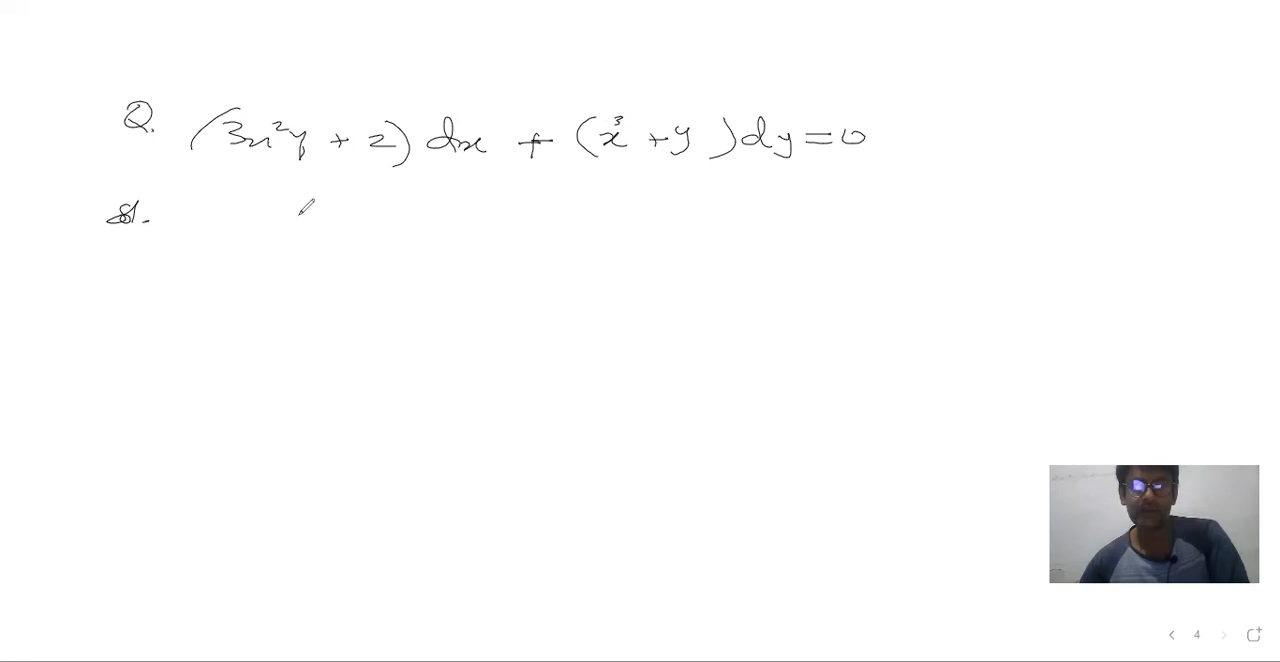 Q. (3x²y + 2) dx + (x³ + y) dy = 0
Sol.
4